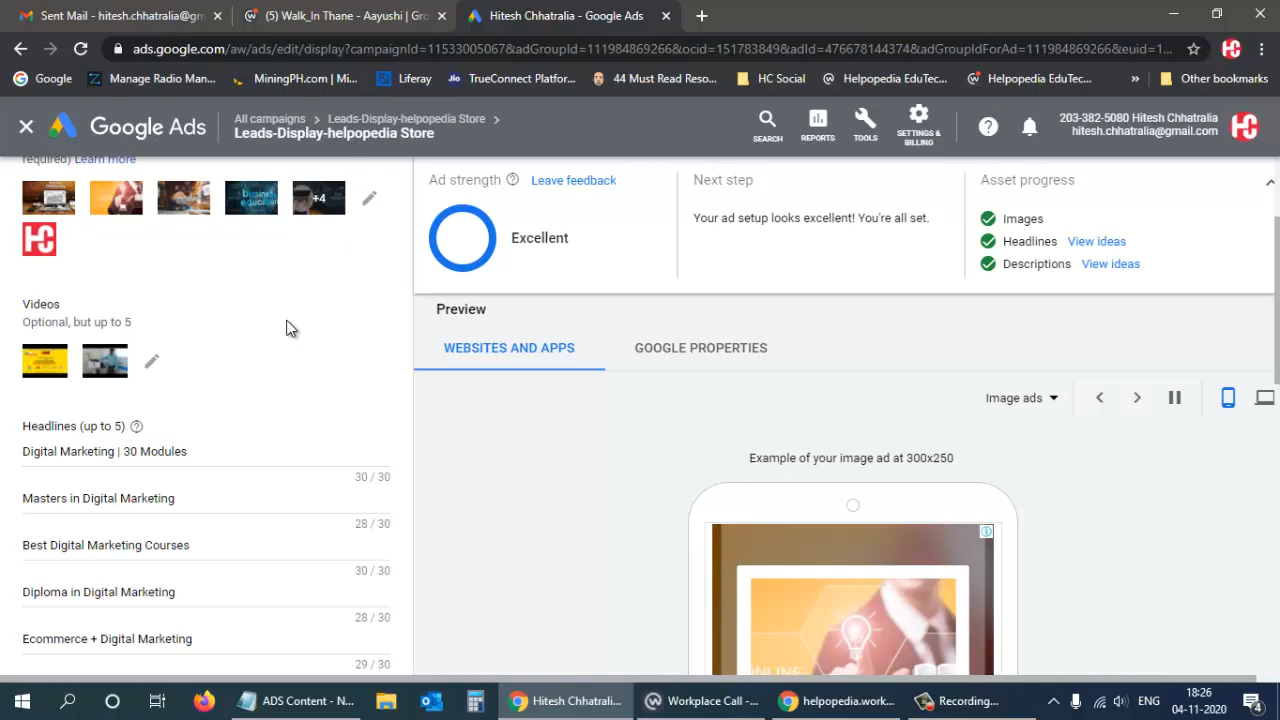 Sent Mail - hitesh.chhatralia@gm
(5) Walk_In Thane - Aayushi | Gro
Hitesh Chhatralia - Google Ads
ads.google.com/aw/ads/edit/display?campaignId=11533005067&adGroupId=111984869266&ocid=151783849&adId=476678144374&adGroupIdForAd=111984869266&euid=1...
Google
Manage Radio Man...
MiningPH.com | Mi...
Liferay
TrueConnect Platfor...
44 Must Read Reso...
HC Social
Helpopedia EduTec...
Helpopedia EduTec...
»
Other bookmarks
Google Ads
All campaigns > Leads-Display-helpopedia Store >
Leads-Display-helpopedia Store
SEARCH
REPORTS
TOOLS
SETTINGS & BILLING
203-382-5080 Hitesh Chhatralia
hitesh.chhatralia@gmail.com
HC
required) Learn more
+4
HC
Videos
Optional, but up to 5
Headlines (up to 5)
Digital Marketing | 30 Modules
30 / 30
Masters in Digital Marketing
28 / 30
Best Digital Marketing Courses
30 / 30
Diploma in Digital Marketing
28 / 30
Ecommerce + Digital Marketing
29 / 30
Ad strength
Leave feedback
Excellent
Next step
Your ad setup looks excellent! You're all set.
Asset progress
Images
Headlines View ideas
Descriptions View ideas
Preview
WEBSITES AND APPS
GOOGLE PROPERTIES
Image ads
Example of your image ad at 300x250
ONLINE
ADS Content - N...
Hitesh Chhatrali...
Workplace Call -...
helpopedia.work...
Recording...
ENG
18:26
04-11-2020
4